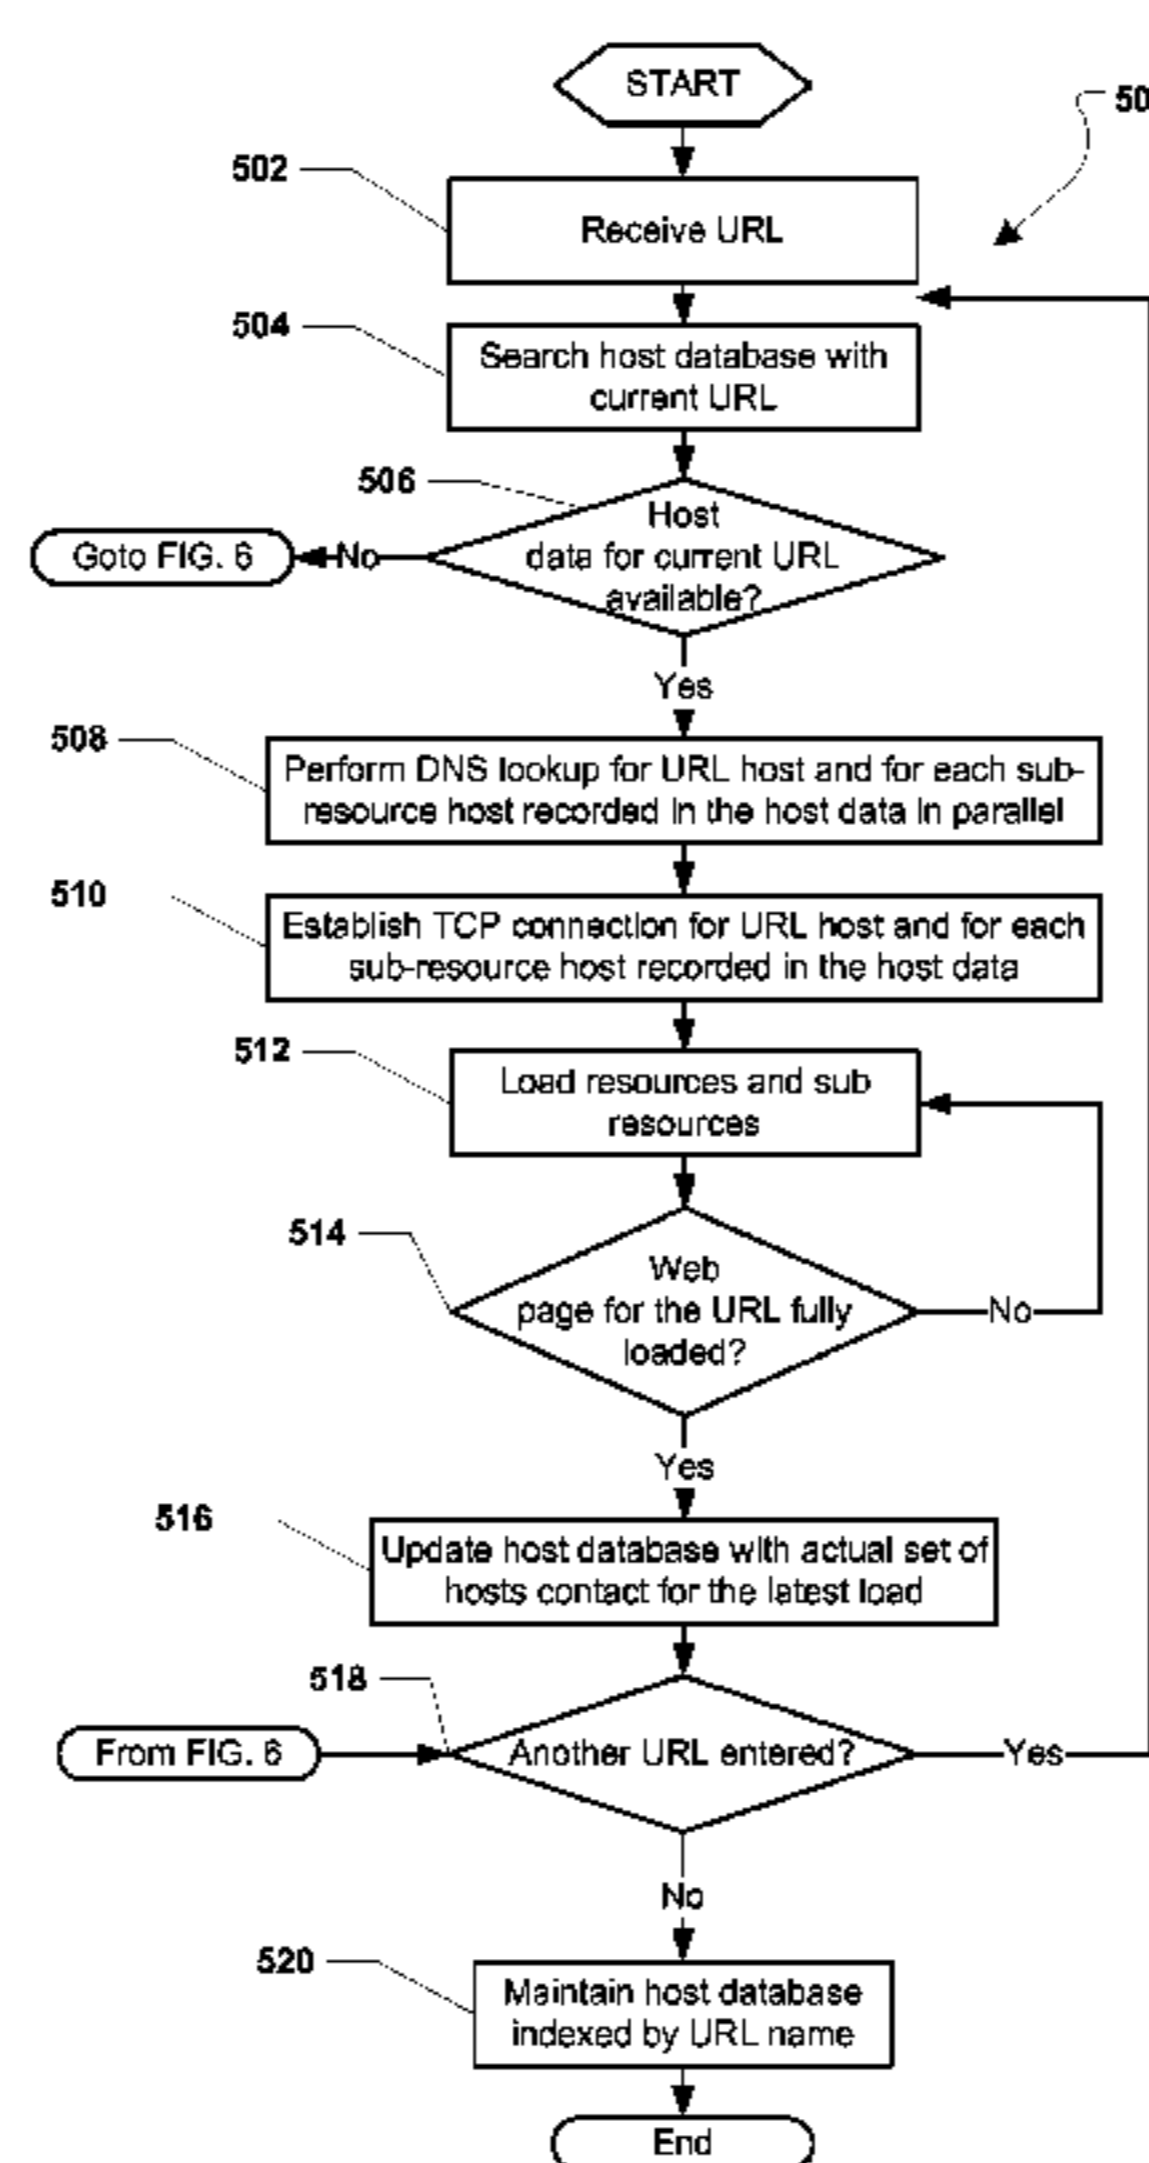 START
50
502
Receive URL
504
Search host database with
current URL
506
Host
data for current URL
available?
Goto FIG. 6
No
Yes
508
Perform DNS lookup for URL host and for each sub-
resource host recorded in the host data in parallel
510
Establish TCP connection for URL host and for each
sub-resource host recorded in the host data
512
Load resources and sub
resources
514
Web
page for the URL fully
loaded?
No
Yes
516
Update host database with actual set of
hosts contact for the latest load
518
From FIG. 6
Another URL entered?
Yes
No
520
Maintain host database
indexed by URL name
End